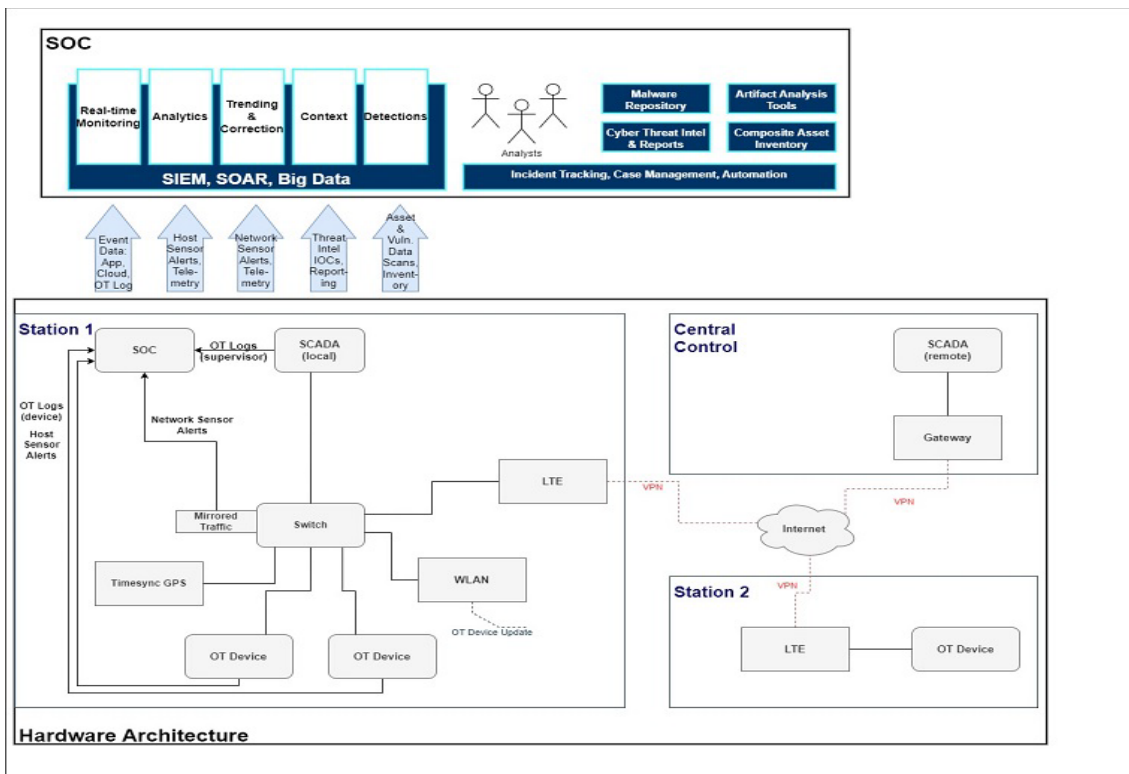 SOC
Real-time
Monitoring
Analytics
Trending
&
Correction
Context
Detections
SIEM, SOAR, Big Data
Analysts
Malware
Repository
Artifact Analysis
Tools
Cyber Threat Intel
& Reports
Composite Asset
Inventory
Incident Tracking, Case Management, Automation
Event
Data:
App,
Cloud,
OT Log
Host
Sensor
Alerts,
Tele-
metry
Network
Sensor
Alerts,
Tele-
metry
Threat
Intel
IOCs,
Report-
ing
Asset
&
Vuln.
Data
Scans,
Invent-
ory
Station 1
SOC
OT Logs
(supervisor)
SCADA
(local)
OT Logs
(device)
Host
Sensor
Alerts
Network Sensor
Alerts
LTE
Mirrored
Traffic
Switch
Timesync GPS
WLAN
OT Device Update
OT Device
OT Device
Central
Control
SCADA
(remote)
Gateway
VPN
VPN
Internet
VPN
Station 2
LTE
OT Device
Hardware Architecture